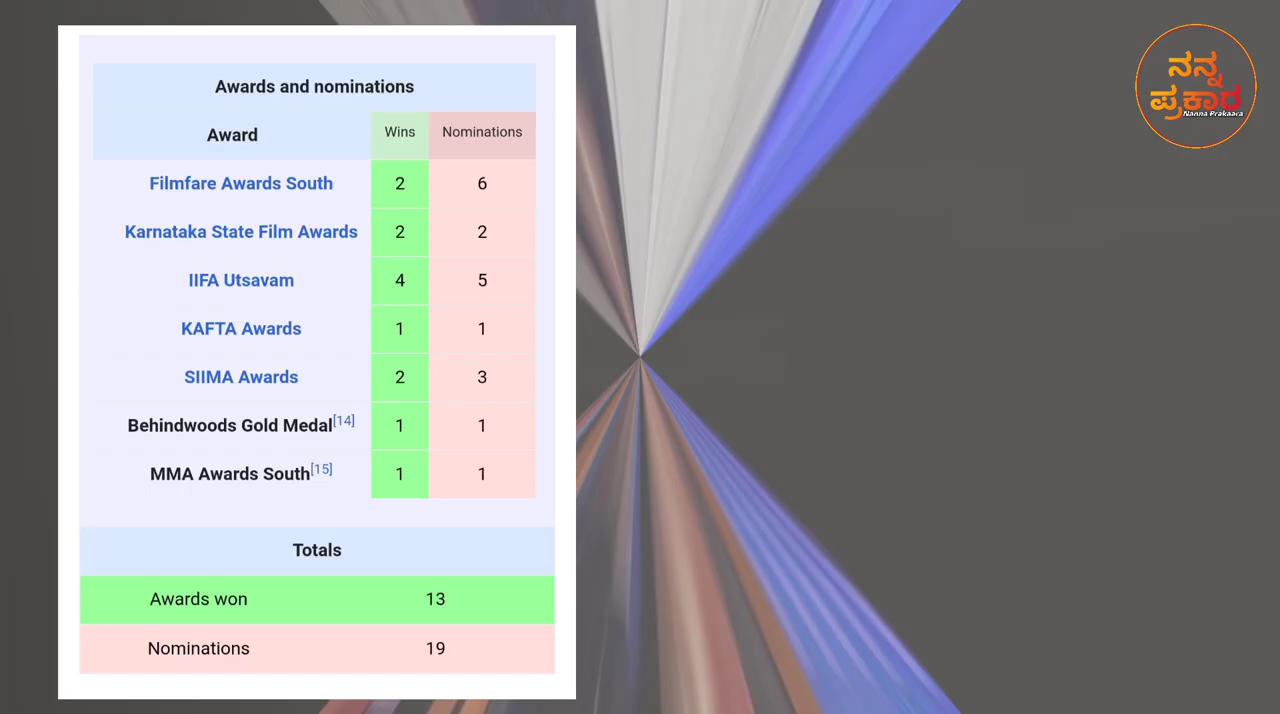 Awards and nominations
Award Wins Nominations
Filmfare Awards South 2 6
Karnataka State Film Awards 2 2
IIFA Utsavam 4 5
KAFTA Awards 1 1
SIIMA Awards 2 3
Behindwoods Gold Medal[14] 1 1
MMA Awards South[15] 1 1
Totals
Awards won 13
Nominations 19
ನನ್ನ
ಪ್ರಕಾರ
Nanna Prakaara